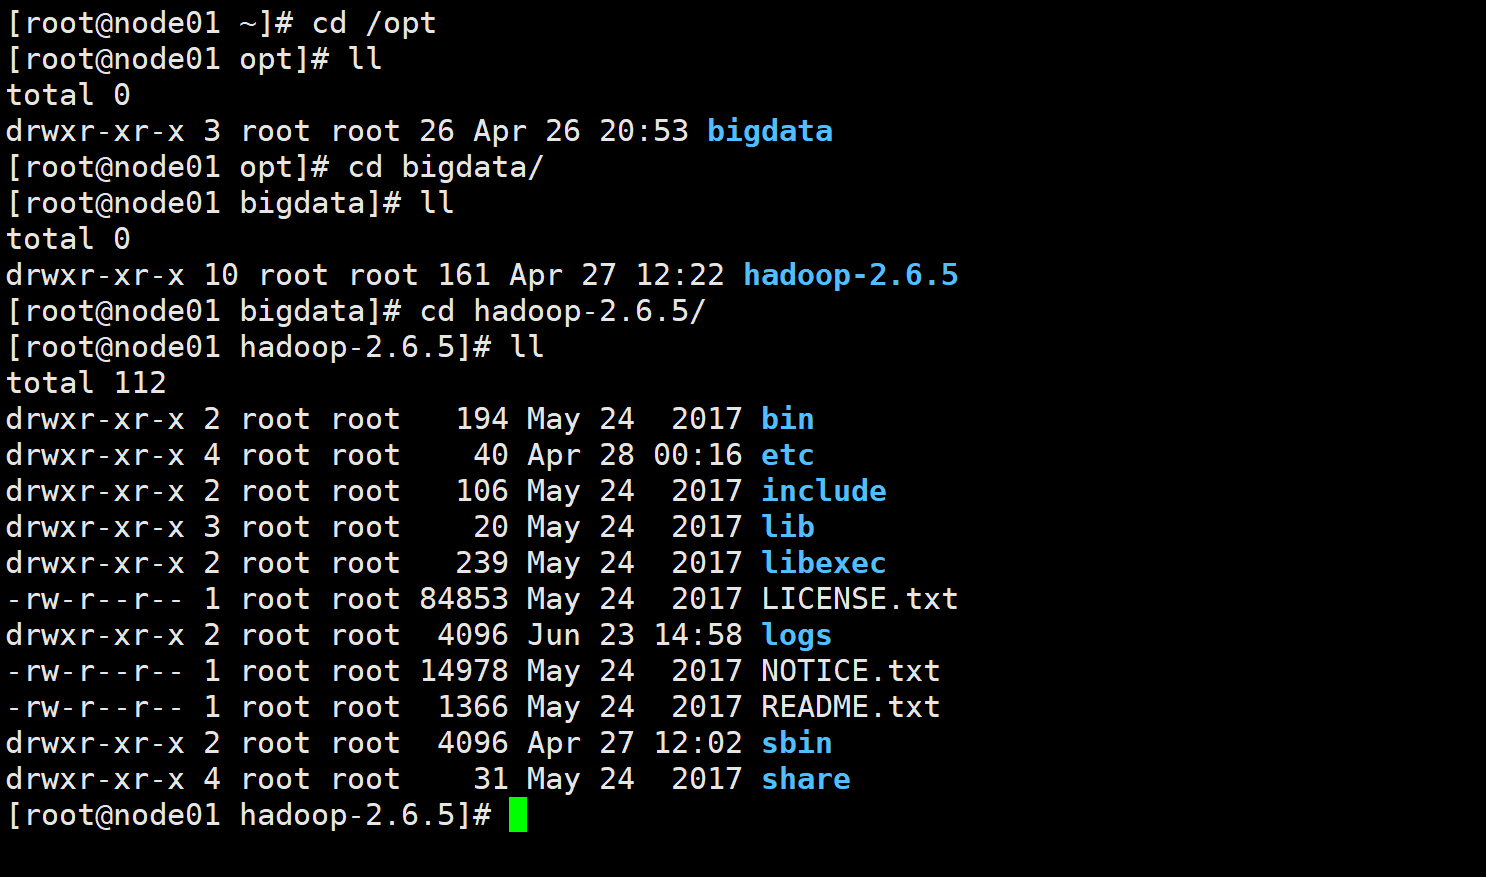 [root@node01 ~]# cd /opt
[root@node01 opt]# ll
total 0
drwxr-xr-x 3 root root 26 Apr 26 20:53 bigdata
[root@node01 opt]# cd bigdata/
[root@node01 bigdata]# ll
total 0
drwxr-xr-x 10 root root 161 Apr 27 12:22 hadoop-2.6.5
[root@node01 bigdata]# cd hadoop-2.6.5/
[root@node01 hadoop-2.6.5]# ll
total 112
drwxr-xr-x 2 root root   194 May 24  2017 bin
drwxr-xr-x 4 root root    40 Apr 28 00:16 etc
drwxr-xr-x 2 root root   106 May 24  2017 include
drwxr-xr-x 3 root root    20 May 24  2017 lib
drwxr-xr-x 2 root root   239 May 24  2017 libexec
-rw-r--r-- 1 root root 84853 May 24  2017 LICENSE.txt
drwxr-xr-x 2 root root  4096 Jun 23 14:58 logs
-rw-r--r-- 1 root root 14978 May 24  2017 NOTICE.txt
-rw-r--r-- 1 root root  1366 May 24  2017 README.txt
drwxr-xr-x 2 root root  4096 Apr 27 12:02 sbin
drwxr-xr-x 4 root root    31 May 24  2017 share
[root@node01 hadoop-2.6.5]#